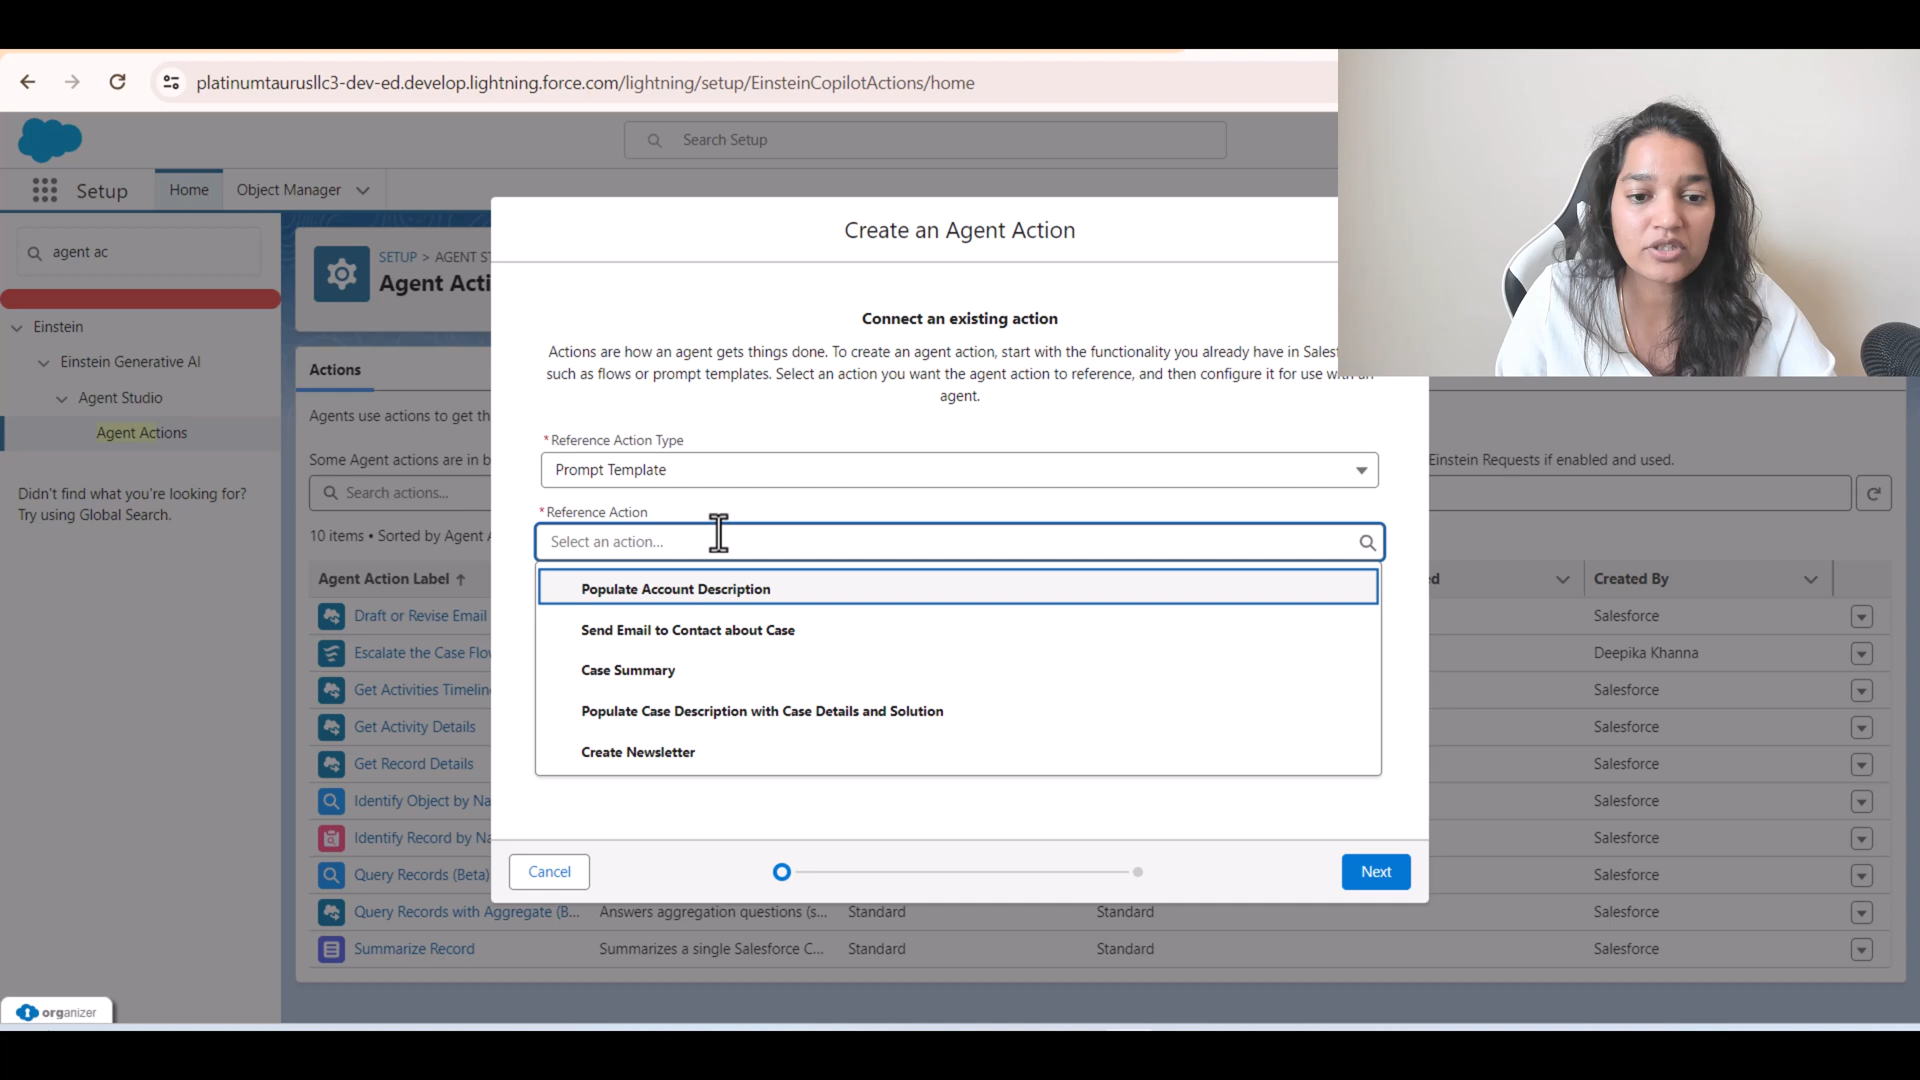 platinumtaurusllc3-dev-ed.develop.lightning.force.com/lightning/setup/EinsteinCopilotActions/home
Search Setup
Setup
Home
Object Manager
agent ac
Einstein
Einstein Generative AI
Agent Studio
Agent Actions
Didn't find what you're looking for?
Try using Global Search.
SETUP > AGENT ST
Agent Acti
Actions
Agents use actions to get th
Some Agent actions are in b
Einstein Requests if enabled and used.
Search actions...
10 items • Sorted by Agent A
Agent Action Label
d
Created By
Draft or Revise Email
Salesforce
Escalate the Case Flo
Deepika Khanna
Get Activities Timelin
Salesforce
Get Activity Details
Salesforce
Get Record Details
Salesforce
Identify Object by Na
Salesforce
Identify Record by Na
Salesforce
Query Records (Beta)
Salesforce
Query Records with Aggregate (B...
Answers aggregation questions (s...
Standard
Standard
Salesforce
Summarize Record
Summarizes a single Salesforce C...
Standard
Standard
Salesforce
Create an Agent Action
Connect an existing action
Actions are how an agent gets things done. To create an agent action, start with the functionality you already have in Salesf
such as flows or prompt templates. Select an action you want the agent action to reference, and then configure it for use with an
agent.
*Reference Action Type
Prompt Template
*Reference Action
Select an action...
Populate Account Description
Send Email to Contact about Case
Case Summary
Populate Case Description with Case Details and Solution
Create Newsletter
Cancel
Next
organizer